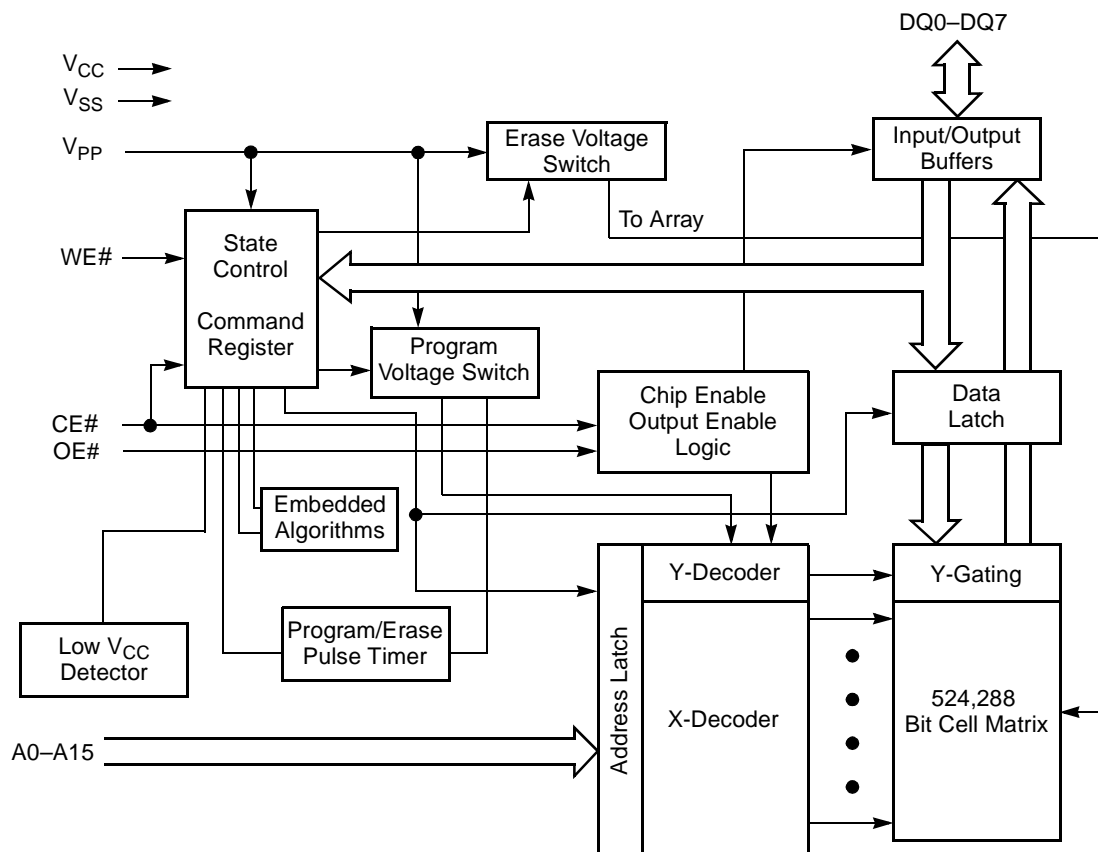 DQ0–DQ7
VCC
VSS
VPP
Erase Voltage
Switch
Input/Output
Buffers
To Array
WE#
State
Control
Command
Register
Program
Voltage Switch
CE#
OE#
Chip Enable
Output Enable
Logic
Data
Latch
Embedded
Algorithms
Y-Decoder
Y-Gating
Low VCC
Detector
Program/Erase
Pulse Timer
Address Latch
X-Decoder
524,288
Bit Cell Matrix
A0–A15